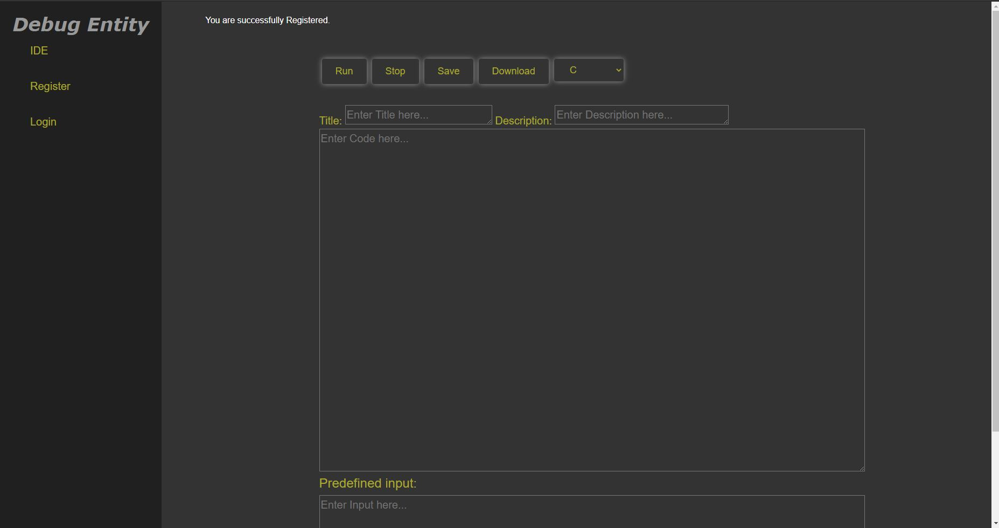 Debug Entity
IDE
Register
Login
You are successfully Registered.
Run Stop Save Download C
Title: Enter Title here... Description: Enter Description here...
Enter Code here...
Predefined input:
Enter Input here...